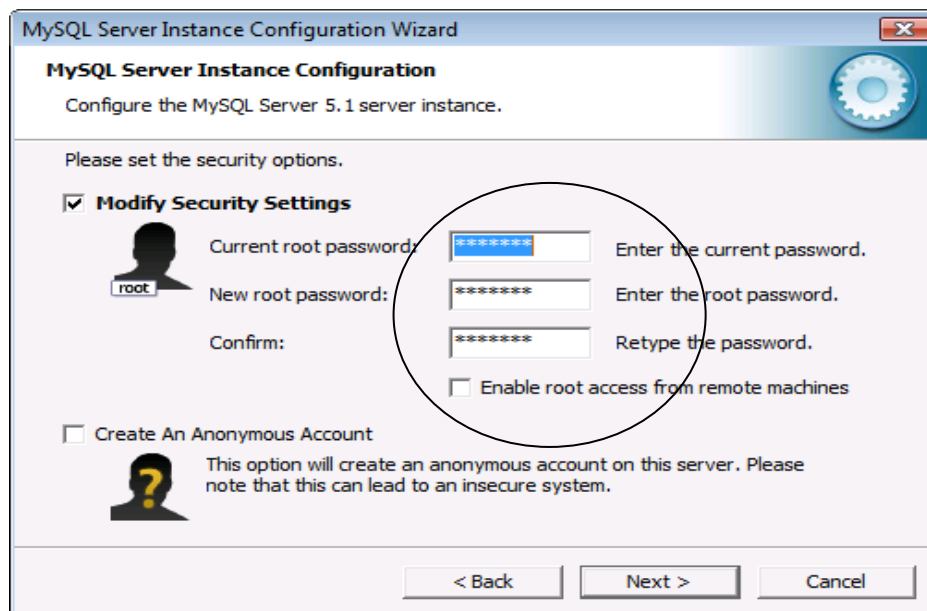 MySQL Server Instance Configuration Wizard
MySQL Server Instance Configuration
Configure the MySQL Server 5.1 server instance.
Please set the security options.
Modify Security Settings
Current root password: ******* Enter the current password.
root
New root password: ******* Enter the root password.
Confirm: ******* Retype the password.
Enable root access from remote machines
Create An Anonymous Account
This option will create an anonymous account on this server. Please
note that this can lead to an insecure system.
< Back Next > Cancel